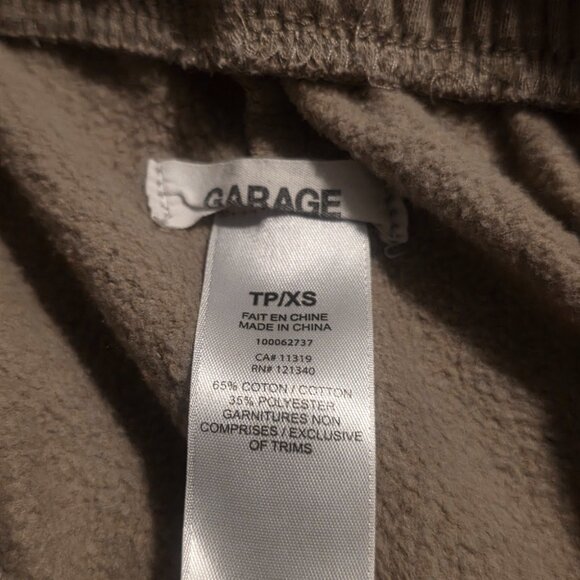 GARAGE
TP/XS
FAIT EN CHINE
MADE IN CHINA
100062737
CA# 11319
RN# 121340
65% COTON / COTTON
35% POLYESTER
GARNITURES NON
COMPRISES / EXCLUSIVE
OF TRIMS